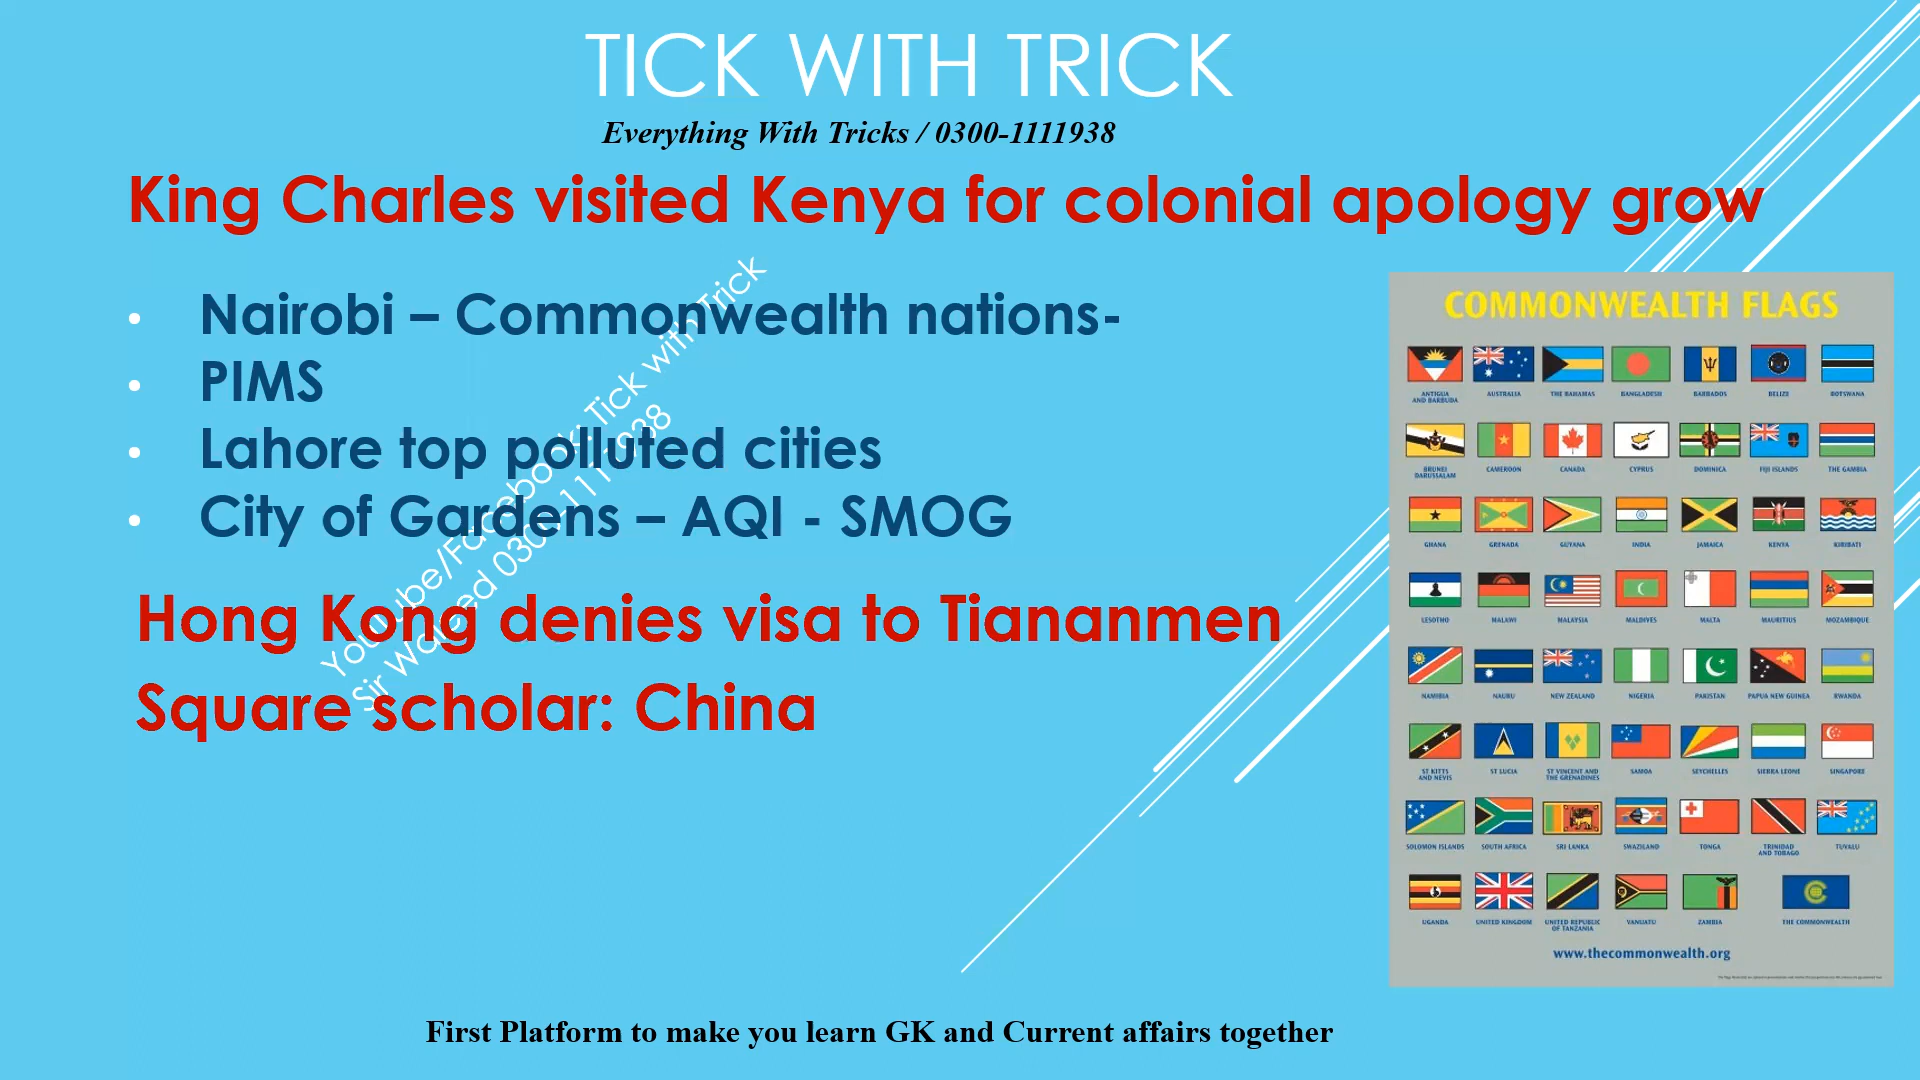 TICK WITH TRICK
Everything With Tricks / 0300-1111938
King Charles visited Kenya for colonial apology grow
• Nairobi – Commonwealth nations-
• PIMS
• Lahore top polluted cities
• City of Gardens – AQI - SMOG
Hong Kong denies visa to Tiananmen
Square scholar: China
YouTube/Facebook: Tick with Trick
Sir Waleed 0300-1111938
COMMONWEALTH FLAGS
ANTIGUA AND BARBUDA AUSTRALIA THE BAHAMAS BANGLADESH BARBADOS BELIZE BOTSWANA
BRUNEI DARUSSALAM CAMEROON CANADA CYPRUS DOMINICA FIJI ISLANDS THE GAMBIA
GHANA GRENADA GUYANA INDIA JAMAICA KENYA KIRIBATI
LESOTHO MALAWI MALAYSIA MALDIVES MALTA MAURITIUS MOZAMBIQUE
NAMIBIA NAURU NEW ZEALAND NIGERIA PAKISTAN PAPUA NEW GUINEA RWANDA
ST KITTS AND NEVIS ST LUCIA ST VINCENT AND THE GRENADINES SAMOA SEYCHELLES SIERRA LEONE SINGAPORE
SOLOMON ISLANDS SOUTH AFRICA SRI LANKA SWAZILAND TONGA TRINIDAD AND TOBAGO TUVALU
UGANDA UNITED KINGDOM UNITED REPUBLIC OF TANZANIA VANUATU ZAMBIA THE COMMONWEALTH
www.thecommonwealth.org
First Platform to make you learn GK and Current affairs together